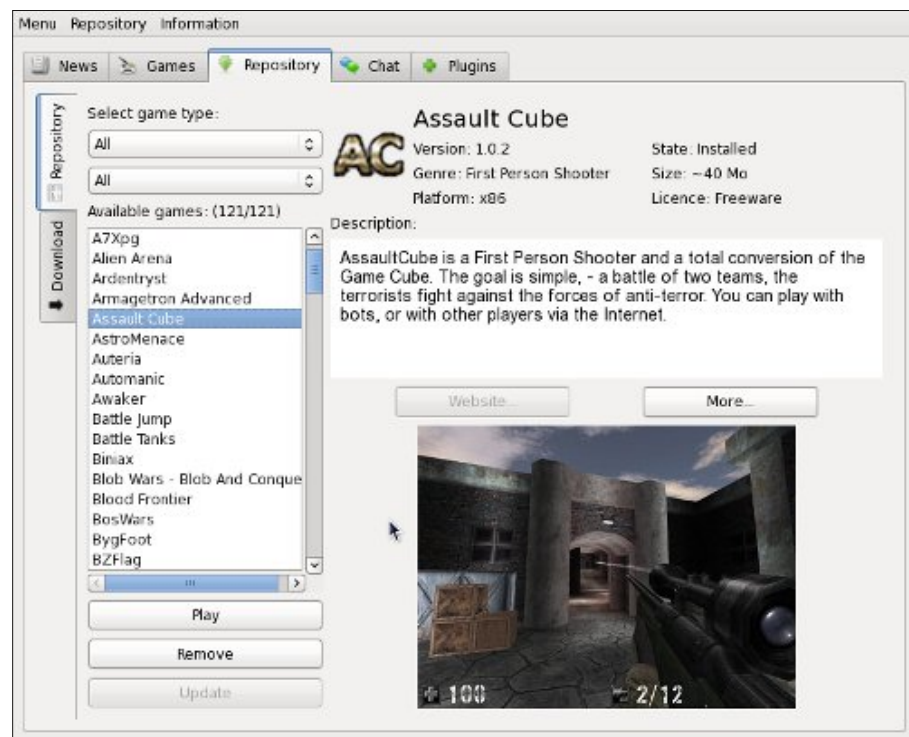 Menu Repository Information
News Games Repository Chat Plugins
Repository
Download
Select game type:
All
All
Available games: (121/121)
A7Xpg
Alien Arena
Ardentryst
Armagetron Advanced
Assault Cube
AstroMenace
Auteria
Automanic
Awaker
Battle Jump
Battle Tanks
Biniax
Blob Wars - Blob And Conque
Blood Frontier
BosWars
BygFoot
BZFlag
Play
Remove
Update
AC
Assault Cube
Version: 1.0.2
Genre: First Person Shooter
Platform: x86
State: Installed
Size: ~40 Mo
Licence: Freeware
Description:
AssaultCube is a First Person Shooter and a total conversion of the
Game Cube. The goal is simple, - a battle of two teams, the
terrorists fight against the forces of anti-terror. You can play with
bots, or with other players via the Internet.
Website...
More...
100
2/12